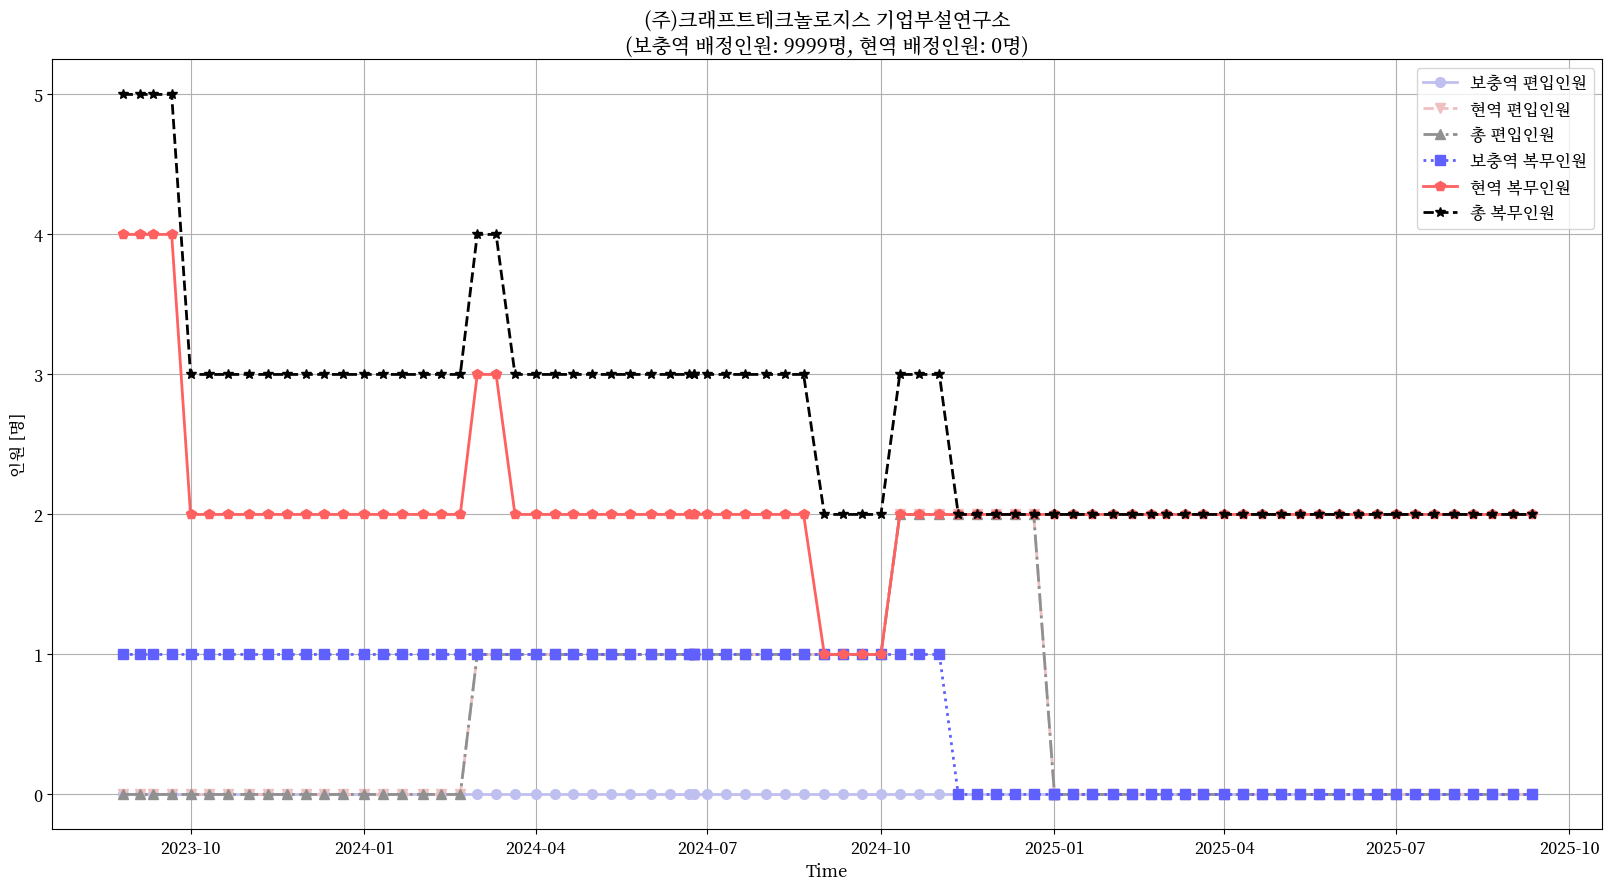 (주)크래프트테크놀로지스 기업부설연구소
(보충역 배정인원: 9999명, 현역 배정인원: 0명)
보충역 편입인원
현역 편입인원
총 편입인원
보충역 복무인원
현역 복무인원
총 복무인원
인원 [명]
5
4
3
2
1
0
2023-10
2024-01
2024-04
2024-07
2024-10
2025-01
2025-04
2025-07
2025-10
Time